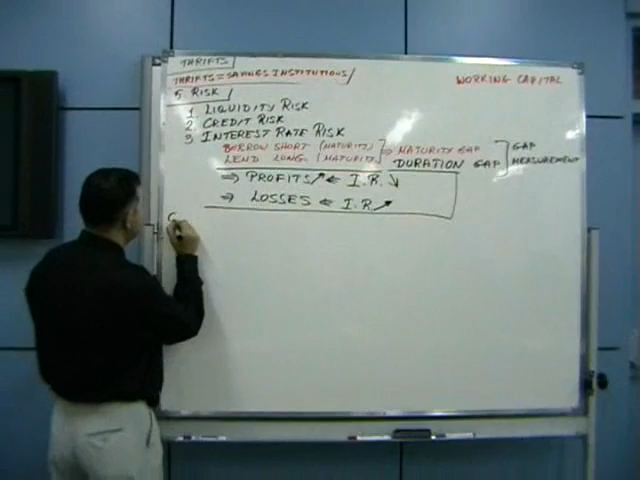 THRIFTS
THRIFTS = SAVINGS INSTITUTIONS
WORKING CAPITAL
5. RISK
1. LIQUIDITY RISK
2. CREDIT RISK
3 INTEREST RATE RISK
BORROW SHORT (MATURITY) ⇒ MATURITY GAP GAP
LEND LONG (MATURITY) DURATION GAP MEASUREMENT
⇒ PROFITS ↗ ⇐ I.R. ↘
⇒ LOSSES ⇐ I.R ↗